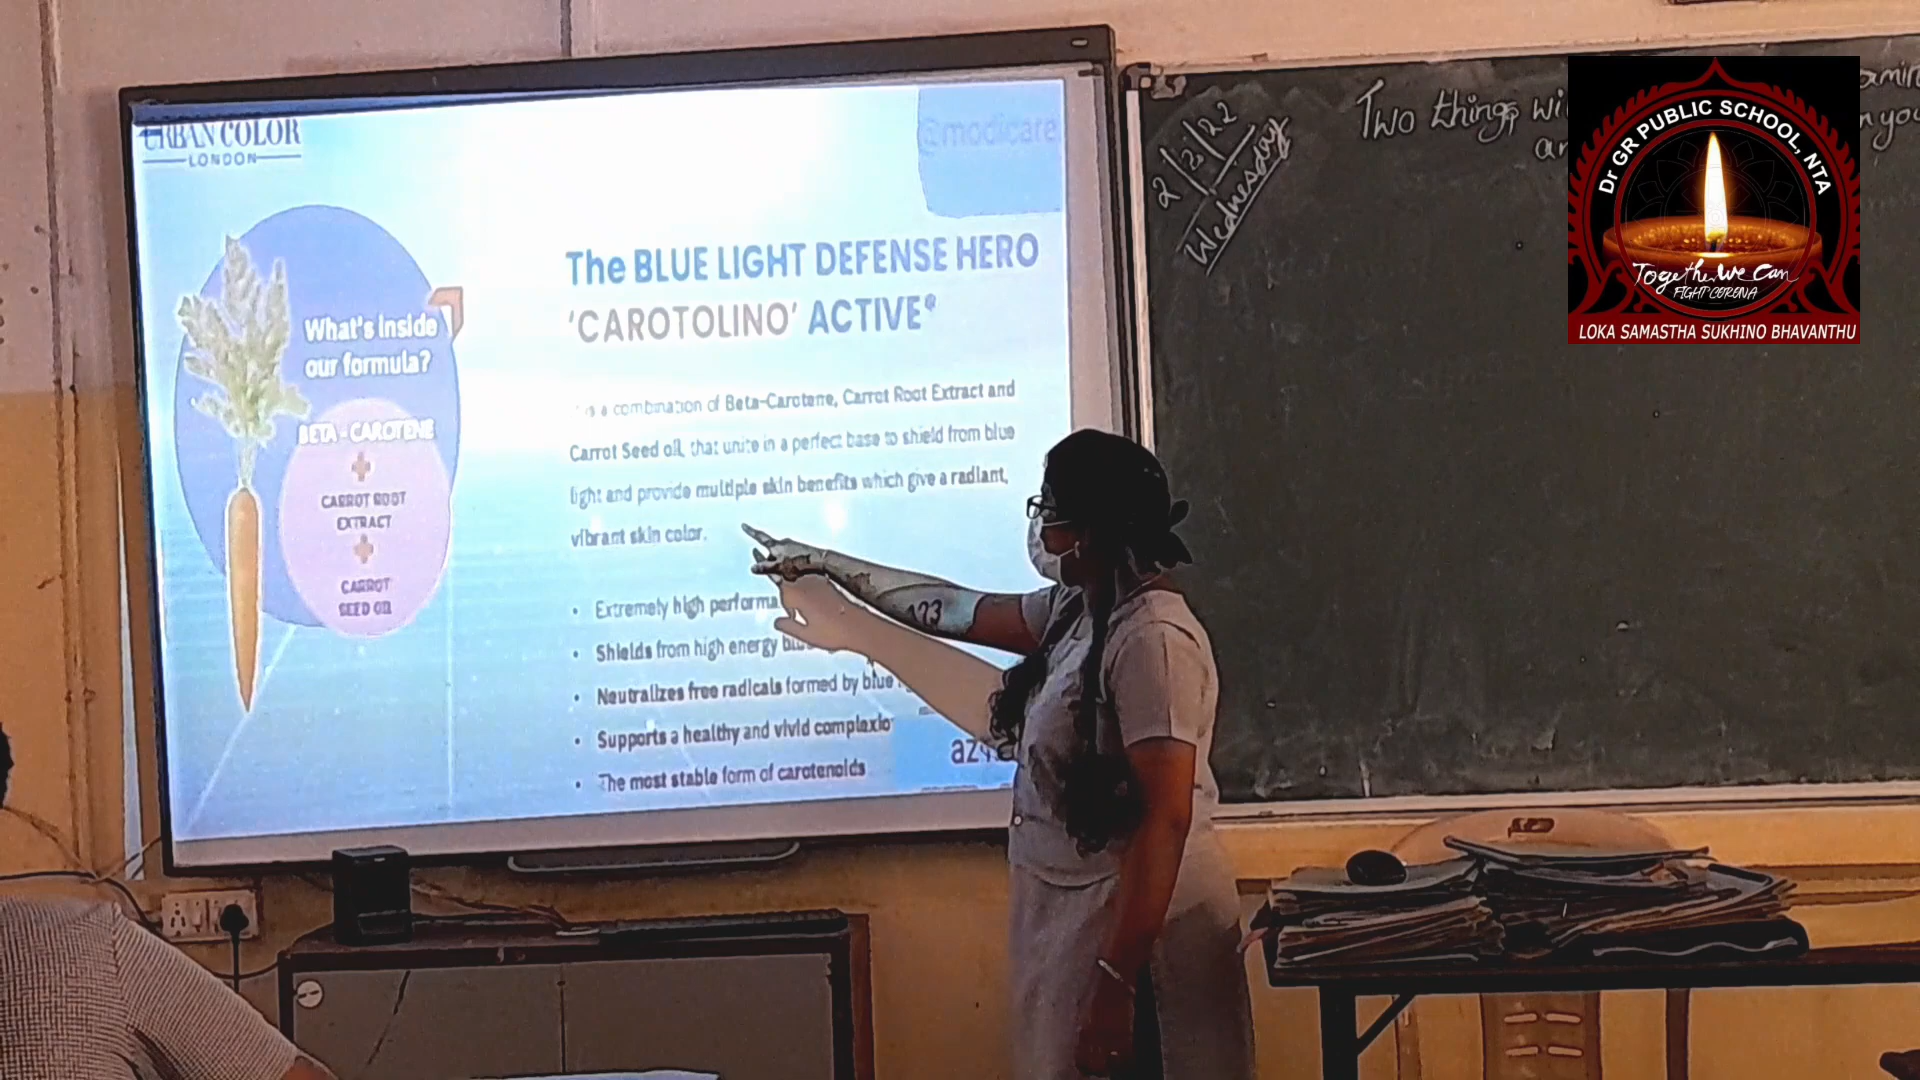 URBAN COLOR
LONDON
@modicare
What's inside
our formula?
BETA - CAROTENE
+
CARROT ROOT
EXTRACT
+
CARROT
SEED OIL
The BLUE LIGHT DEFENSE HERO
'CAROTOLINO' ACTIVE
is a combination of Beta-Carotene, Carrot Root Extract and
Carrot Seed oil, that unite in a perfect base to shield from blue
light and provide multiple skin benefits which give a radiant,
vibrant skin color.
• Extremely high performa
• Shields from high energy
• Neutralizes free radicals formed by blue
• Supports a healthy and vivid complexio
• The most stable form of carotenoids
2/2/22
Wednesday
Two things wi
Dr GR PUBLIC SCHOOL, NTA
Together We Can
FIGHT CORONA
LOKA SAMASTHA SUKHINO BHAVANTHU